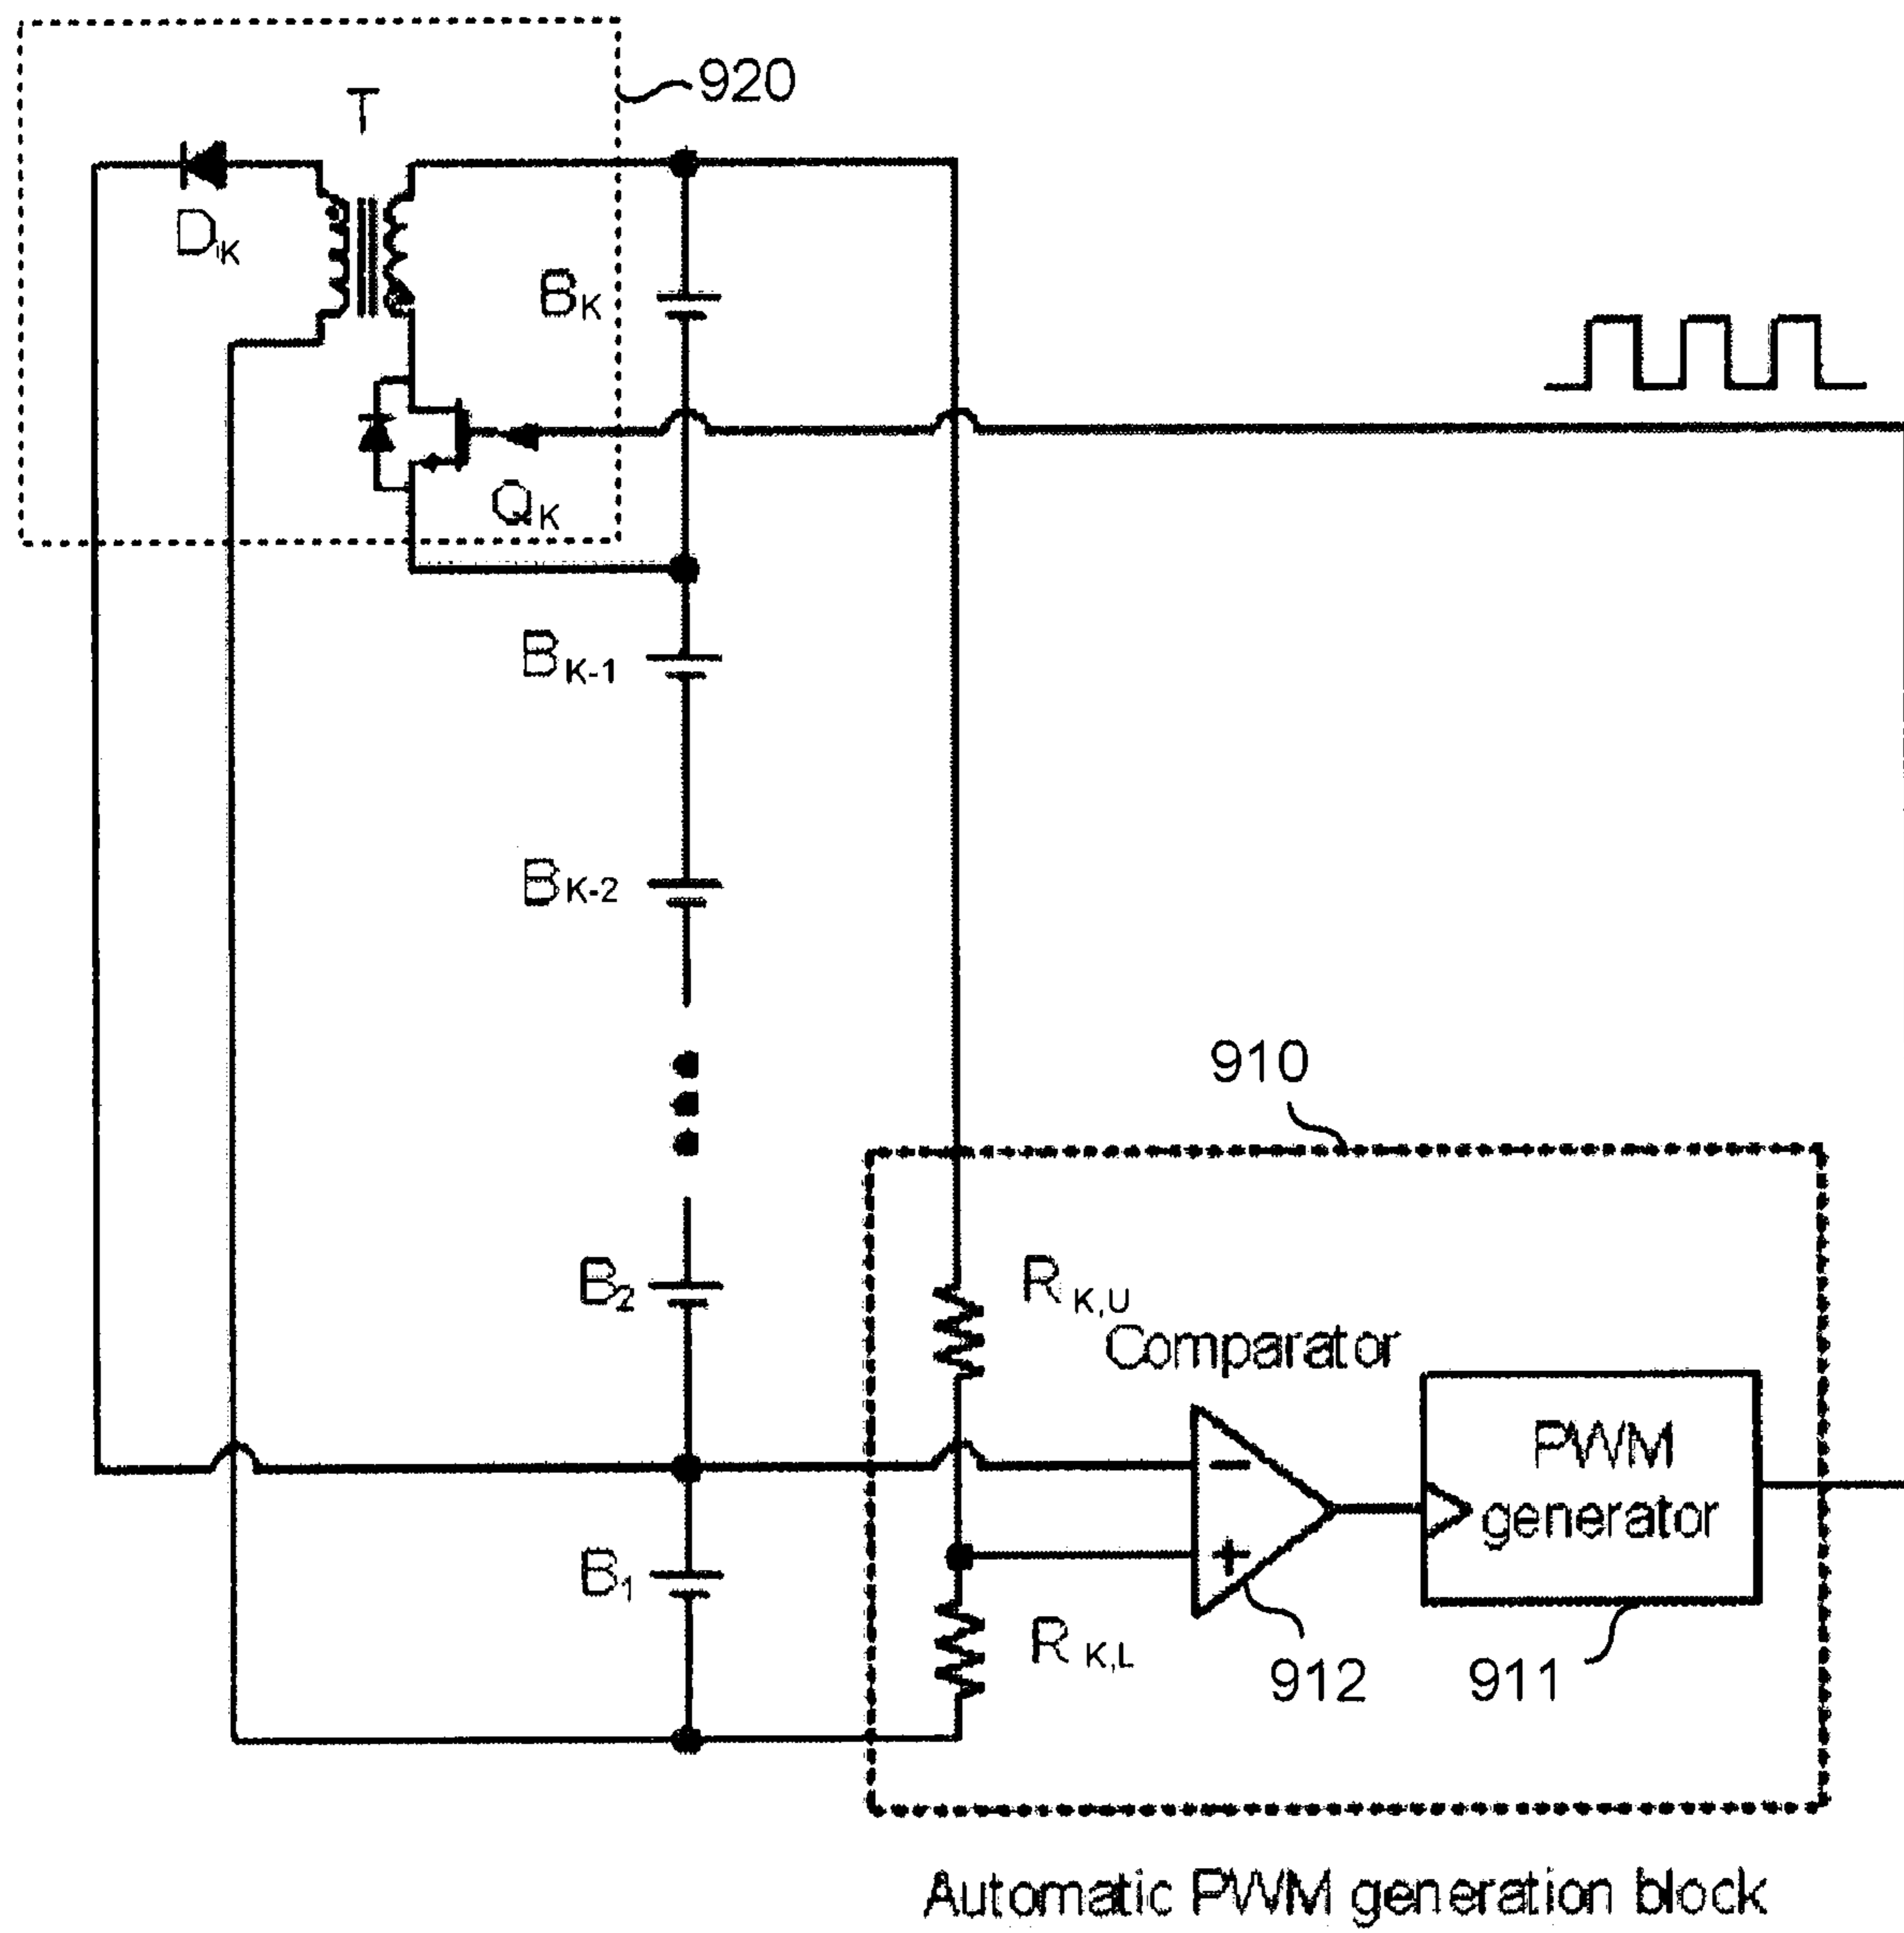 920
T
DK
BK
QK
BK-1
BK-2
910
B2
RK,U
Comparator
PWM
generator
−
+
B1
RK,L
912
911
Automatic PWM generation block